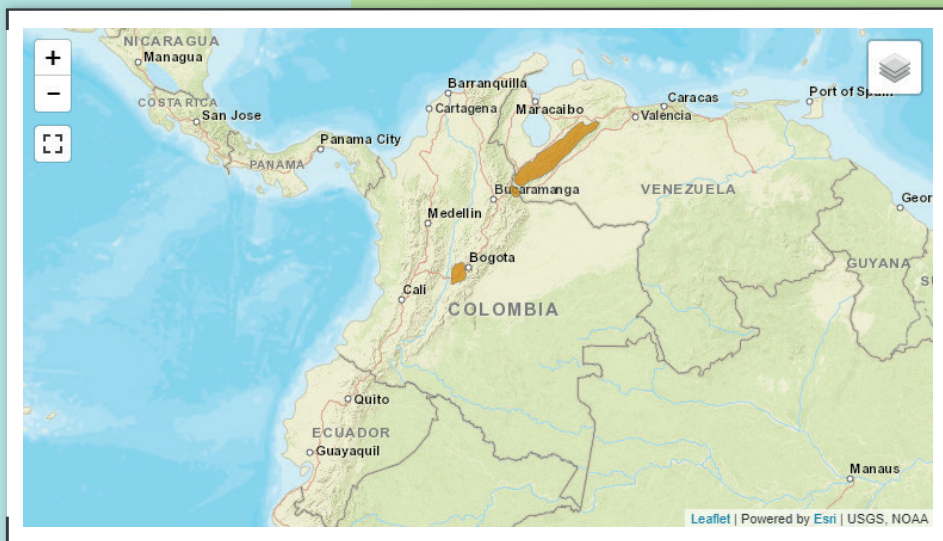 +
−
NICARAGUA
Managua
COSTA RICA
San Jose
PANAMA
Panama City
Barranquilla
Cartagena
Maracaibo
Caracas
Valencia
Port of Spain
Bucaramanga
VENEZUELA
Medellin
Geor
Bogota
GUYANA
Cali
COLOMBIA
SU
Quito
ECUADOR
Guayaquil
Manaus
Leaflet | Powered by Esri | USGS, NOAA